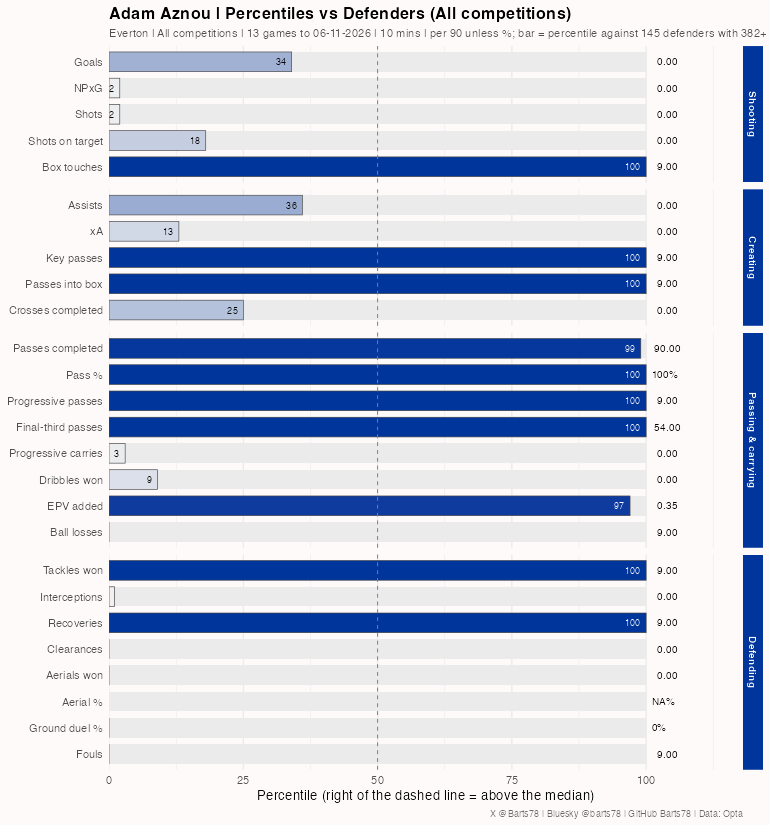 Adam Aznou | Percentiles vs Defenders (All competitions)
Everton | All competitions | 13 games to 06-11-2026 | 10 mins | per 90 unless %; bar = percentile against 145 defenders with 382+
Shooting
Goals 34 0.00
NPxG 2 0.00
Shots 2 0.00
Shots on target 18 0.00
Box touches 100 9.00
Creating
Assists 36 0.00
xA 13 0.00
Key passes 100 9.00
Passes into box 100 9.00
Crosses completed 25 0.00
Passing & carrying
Passes completed 99 90.00
Pass % 100 100%
Progressive passes 100 9.00
Final-third passes 100 54.00
Progressive carries 3 0.00
Dribbles won 9 0.00
EPV added 97 0.35
Ball losses 9.00
Defending
Tackles won 100 9.00
Interceptions 0.00
Recoveries 100 9.00
Clearances 0.00
Aerials won 0.00
Aerial % NA%
Ground duel % 0%
Fouls 9.00
0 25 50 75 100
Percentile (right of the dashed line = above the median)
X @Barts78 | Bluesky @barts78 | GitHub Barts78 | Data: Opta